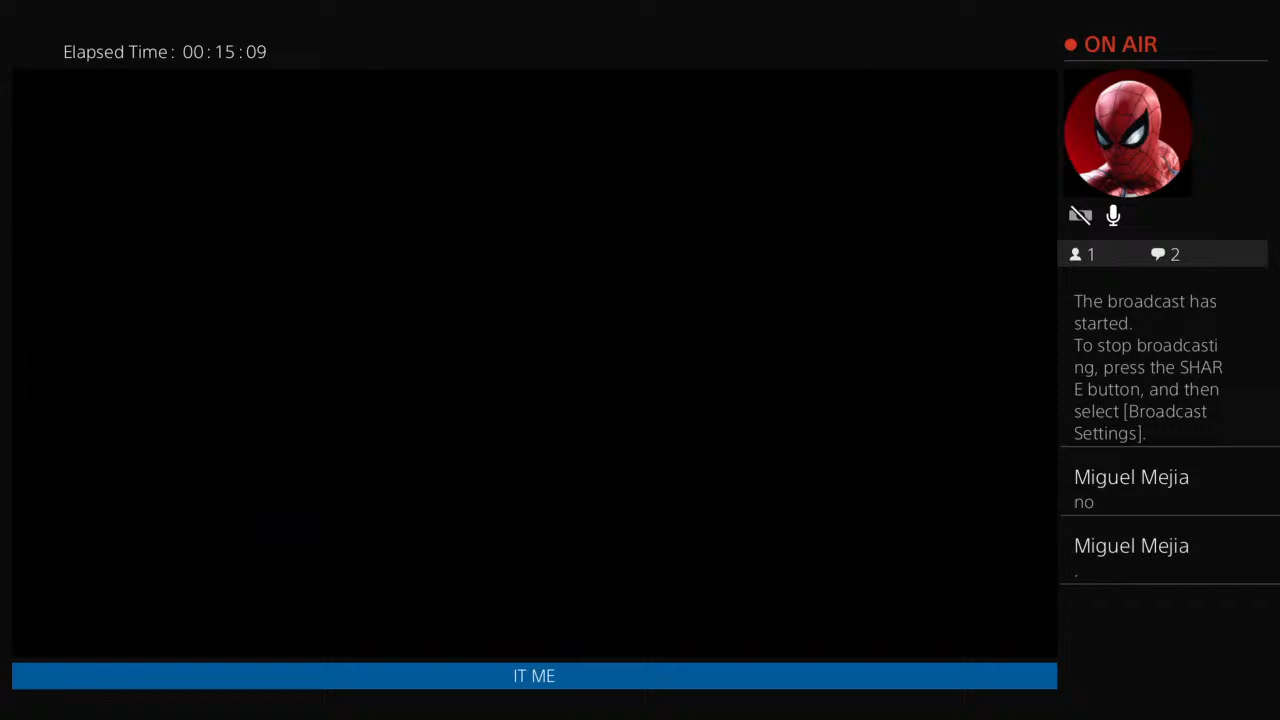 Elapsed Time: 00:15:09
ON AIR
1 2
The broadcast has
started.
To stop broadcasti
ng, press the SHAR
E button, and then
select [Broadcast
Settings].
Miguel Mejia
no
Miguel Mejia
.
IT ME